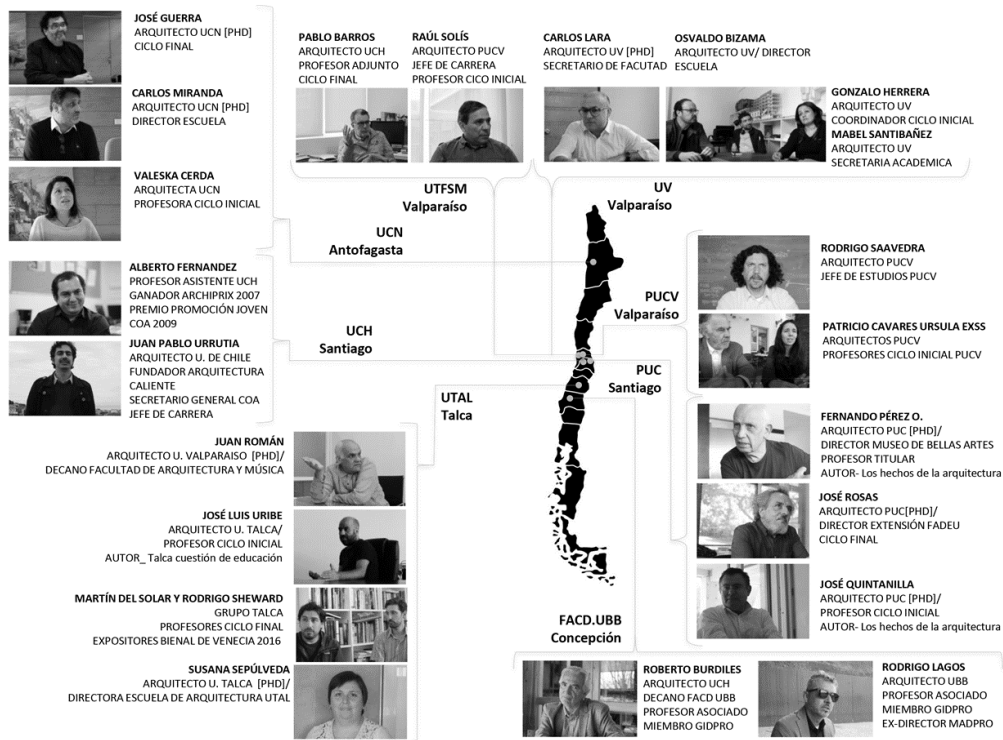 JOSÉ GUERRA
ARQUITECTO UCN [PHD]
CICLO FINAL
CARLOS MIRANDA
ARQUITECTO UCN [PHD]
DIRECTOR ESCUELA
VALESKA CERDA
ARQUITECTA UCN
PROFESORA CICLO INICIAL
PABLO BARROS
ARQUITECTO UCH
PROFESOR ADJUNTO
CICLO FINAL
RAÚL SOLÍS
ARQUITECTO PUCV
JEFE DE CARRERA
PROFESOR CICO INICIAL
CARLOS LARA
ARQUITECTO UV [PHD]
SECRETARIO DE FACUTAD
OSVALDO BIZAMA
ARQUITECTO UV/ DIRECTOR
ESCUELA
GONZALO HERRERA
ARQUITECTO UV
COORDINADOR CICLO INICIAL
MABEL SANTIBAÑEZ
ARQUITECTO UV
SECRETARIA ACADEMICA
UTFSM
Valparaíso
UV
Valparaíso
UCN
Antofagasta
ALBERTO FERNANDEZ
PROFESOR ASISTENTE UCH
GANADOR ARCHIPRIX 2007
PREMIO PROMOCIÓN JOVEN
COA 2009
JUAN PABLO URRUTIA
ARQUITECTO U. DE CHILE
FUNDADOR ARQUITECTURA
CALIENTE
SECRETARIO GENERAL COA
JEFE DE CARRERA
UCH
Santiago
PUCV
Valparaíso
PUC
Santiago
UTAL
Talca
RODRIGO SAAVEDRA
ARQUITECTO PUCV
JEFE DE ESTUDIOS PUCV
PATRICIO CAVARES URSULA EXSS
ARQUITECTOS PUCV
PROFESORES CICLO INICIAL PUCV
FERNANDO PÉREZ O.
ARQUITECTO PUC [PHD]/
DIRECTOR MUSEO DE BELLAS ARTES
PROFESOR TITULAR
AUTOR- Los hechos de la arquitectura
JOSÉ ROSAS
ARQUITECTO PUC[PHD]/
DIRECTOR EXTENSIÓN FADEU
CICLO FINAL
JOSÉ QUINTANILLA
ARQUITECTO PUC [PHD]/
PROFESOR CICLO INICIAL
AUTOR- Los hechos de la arquitectura
JUAN ROMÁN
ARQUITECTO U. VALPARAISO [PHD]/
DECANO FACULTAD DE ARQUITECTURA Y MÚSICA
JOSÉ LUIS URIBE
ARQUITECTO U. TALCA/
PROFESOR CICLO INICIAL
AUTOR_ Talca cuestión de educación
MARTÍN DEL SOLAR Y RODRIGO SHEWARD
GRUPO TALCA
PROFESORES CICLO FINAL
EXPOSITORES BIENAL DE VENECIA 2016
SUSANA SEPÚLVEDA
ARQUITECTO U. TALCA [PHD]/
DIRECTORA ESCUELA DE ARQUITECTURA UTAL
FACD.UBB
Concepción
ROBERTO BURDILES
ARQUITECTO UCH
DECANO FACD UBB
PROFESOR ASOCIADO
MIEMBRO GIDPRO
RODRIGO LAGOS
ARQUITECTO UBB
PROFESOR ASOCIADO
MIEMBRO GIDPRO
EX-DIRECTOR MADPRO